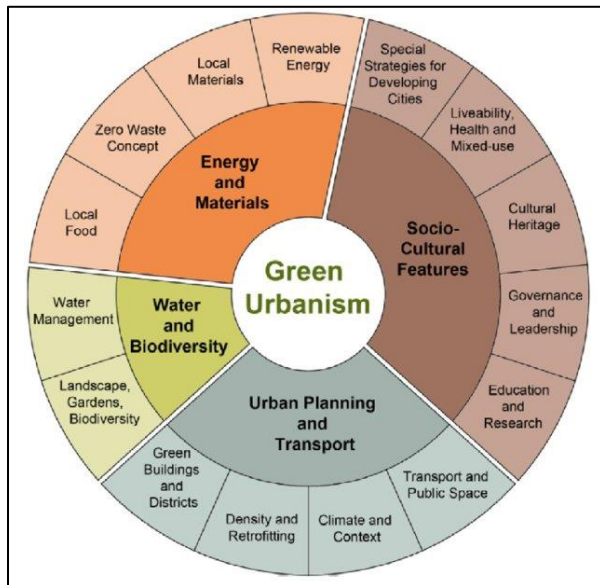 Green
Urbanism
Energy
and
Materials
Local
Food
Zero Waste
Concept
Local
Materials
Renewable
Energy
Socio-
Cultural
Features
Special
Strategies for
Developing
Cities
Liveability,
Health and
Mixed-use
Cultural
Heritage
Governance
and
Leadership
Education
and
Research
Urban Planning
and
Transport
Transport and
Public Space
Climate and
Context
Density and
Retrofitting
Green
Buildings
and
Districts
Water
and
Biodiversity
Landscape,
Gardens,
Biodiversity
Water
Management